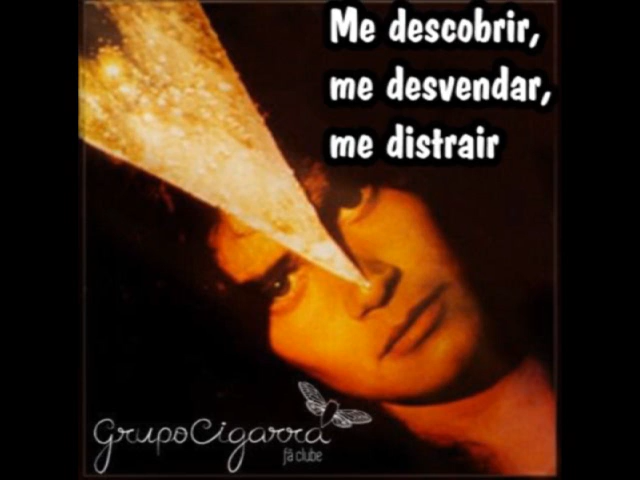 Me descobrir,
me desvendar,
me distrair
GrupoCigarra
fã clube